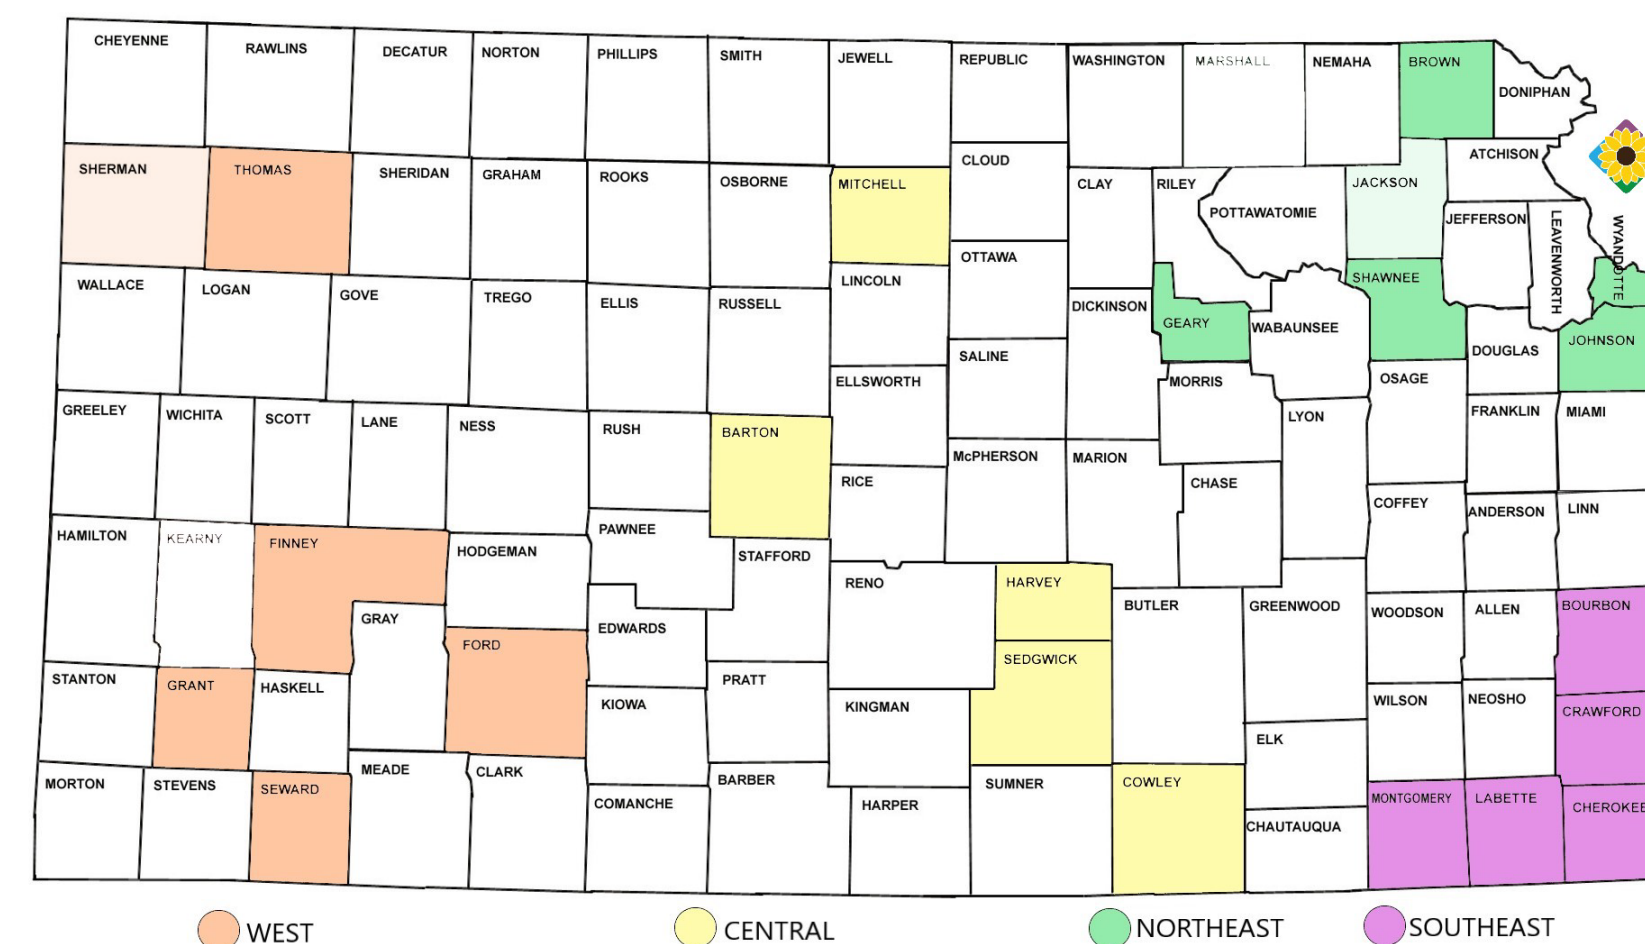 CHEYENNE
RAWLINS
DECATUR
NORTON
PHILLIPS
SMITH
JEWELL
REPUBLIC
WASHINGTON
MARSHALL
NEMAHA
BROWN
DONIPHAN
SHERMAN
THOMAS
SHERIDAN
GRAHAM
ROOKS
OSBORNE
MITCHELL
CLOUD
CLAY
RILEY
POTTAWATOMIE
JACKSON
ATCHISON
JEFFERSON
LEAVENWORTH
WYANDOTTE
WALLACE
LOGAN
GOVE
TREGO
ELLIS
RUSSELL
LINCOLN
OTTAWA
DICKINSON
GEARY
WABAUNSEE
SHAWNEE
DOUGLAS
JOHNSON
SALINE
ELLSWORTH
MORRIS
OSAGE
GREELEY
WICHITA
SCOTT
LANE
NESS
RUSH
BARTON
RICE
McPHERSON
MARION
CHASE
LYON
FRANKLIN
MIAMI
HAMILTON
KEARNY
FINNEY
HODGEMAN
PAWNEE
STAFFORD
COFFEY
ANDERSON
LINN
GRAY
FORD
EDWARDS
RENO
HARVEY
SEDGWICK
BUTLER
GREENWOOD
WOODSON
ALLEN
BOURBON
STANTON
GRANT
HASKELL
KIOWA
PRATT
KINGMAN
ELK
WILSON
NEOSHO
CRAWFORD
MORTON
STEVENS
SEWARD
MEADE
CLARK
COMANCHE
BARBER
HARPER
SUMNER
COWLEY
CHAUTAUQUA
MONTGOMERY
LABETTE
CHEROKEE
WEST
CENTRAL
NORTHEAST
SOUTHEAST